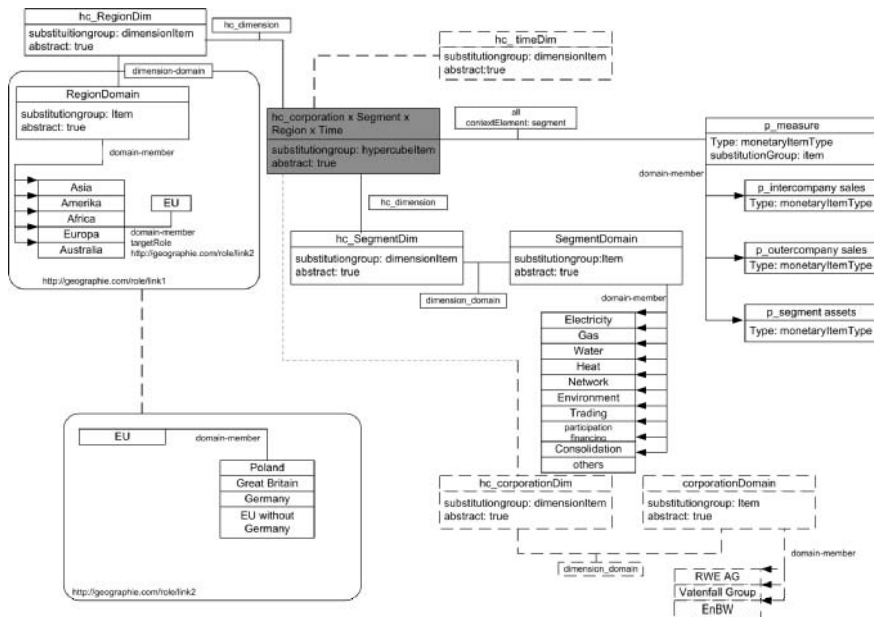 hc_RegionDim
substituitiongroup: dimensionItem
abstract: true
hc_dimension
dimension-domain
RegionDomain
substitutiongroup: Item
abstract: true
domain-member
Asia
Amerika
Africa
Europa
Australia
EU
domain-member
targetRole
http://geographie.com/role/link2
http://geographie.com/role/link1
hc_timeDim
substitutiongroup: dimensionItem
abstract:true
hc_corporation x Segment x
Region x Time
substitutiongroup: hypercubeItem
abstract: true
all
contextElement: segment
p_measure
Type: monetaryItemType
substitutionGroup: item
domain-member
p_intercompany sales
Type: monetaryItemType
p_outercompany sales
Type: monetaryItemType
p_segment assets
Type: monetaryItemType
hc_dimension
hc_SegmentDim
substitutiongroup: dimensionItem
abstract: true
SegmentDomain
substitutiongroup:Item
abstract: true
dimension_domain
domain-member
Electricity
Gas
Water
Heat
Network
Environment
Trading
participation
financing
Consolidation
others
EU
domain-member
Poland
Great Britain
Germany
EU without
Germany
http://geographie.com/role/link2
hc_corporationDim
substitutiongroup: dimensionItem
abstract: true
corporationDomain
substitutiongroup: Item
abstract: true
dimension_domain
domain-member
RWE AG
Vatenfall Group
EnBW